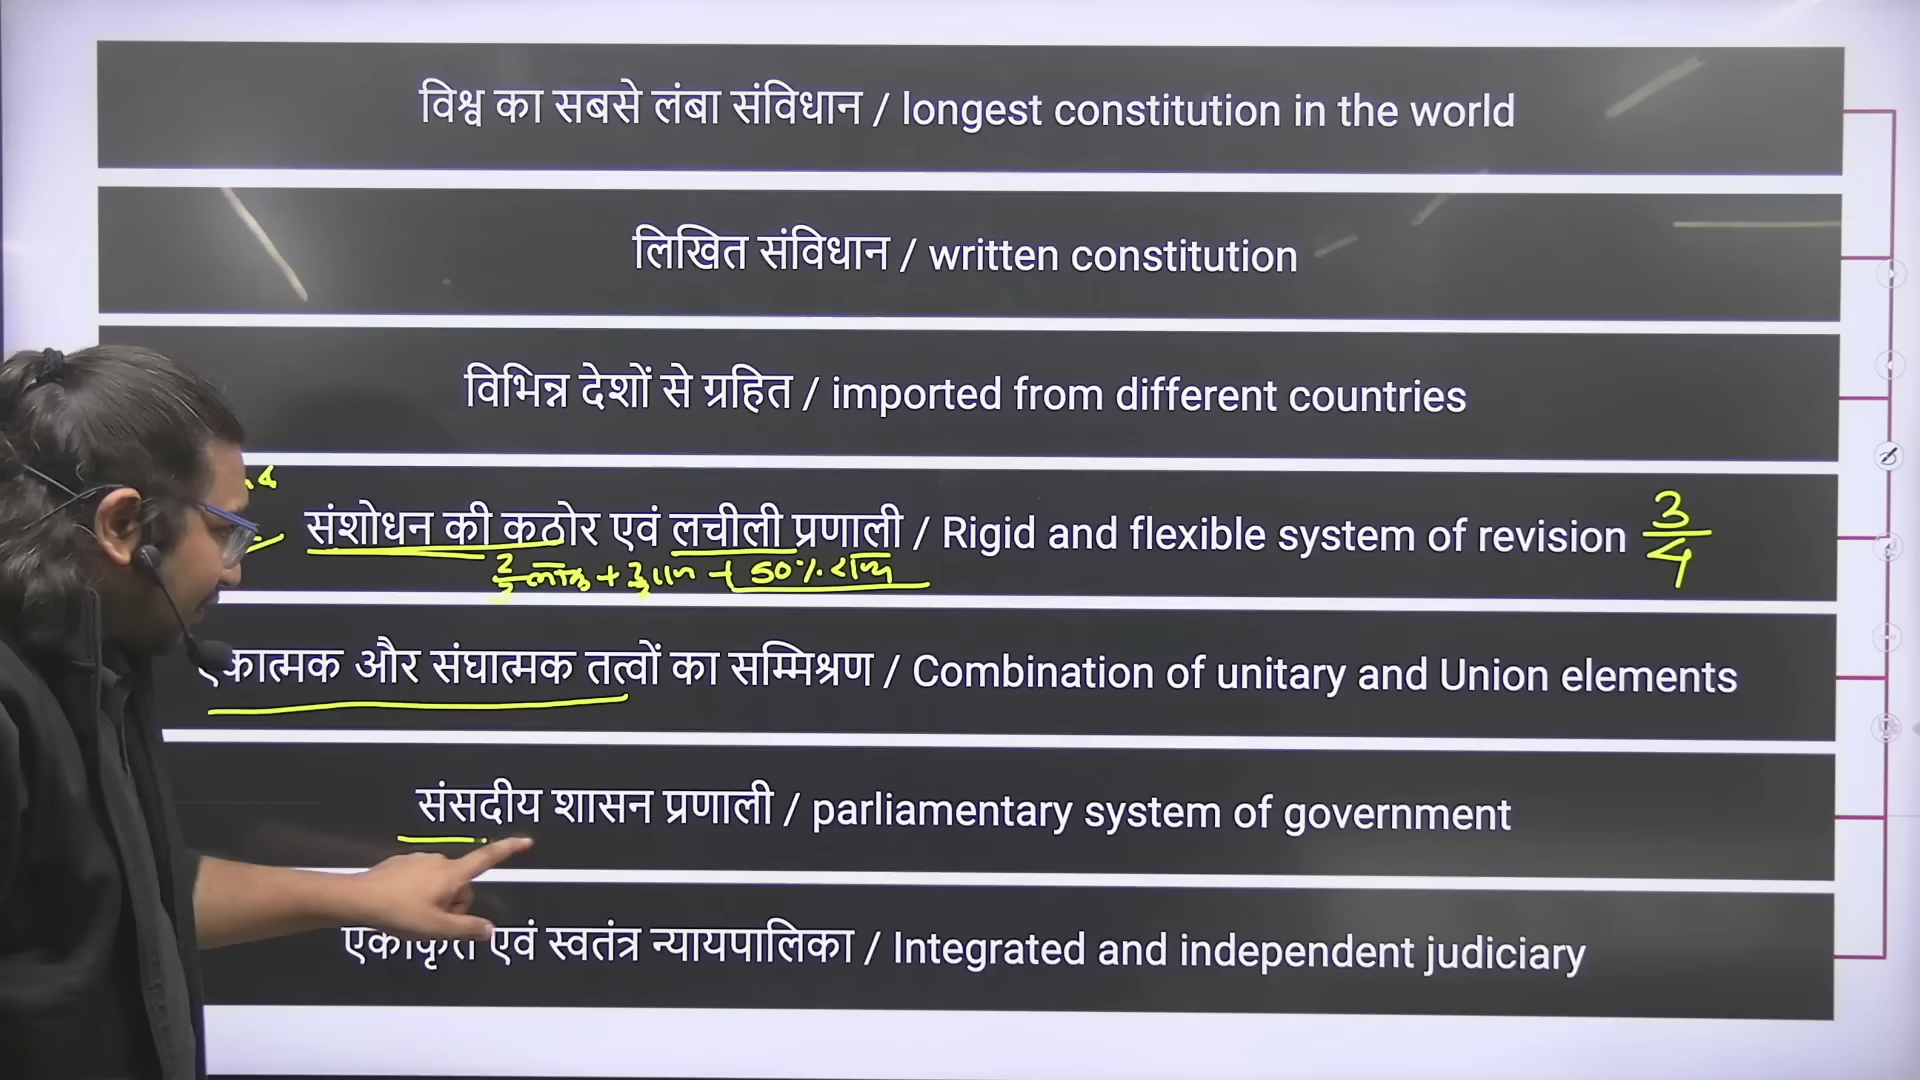 विश्व का सबसे लंबा संविधान / longest constitution in the world
लिखित संविधान / written constitution
विभिन्न देशों से ग्रहित / imported from different countries
संशोधन की कठोर एवं लचीली प्रणाली / Rigid and flexible system of revision 3/4
50%
और संघात्मक तत्वों का सम्मिश्रण / Combination of unitary and Union elements
संसदीय शासन प्रणाली / parliamentary system of government
एवं स्वतंत्र न्यायपालिका / Integrated and independent judiciary